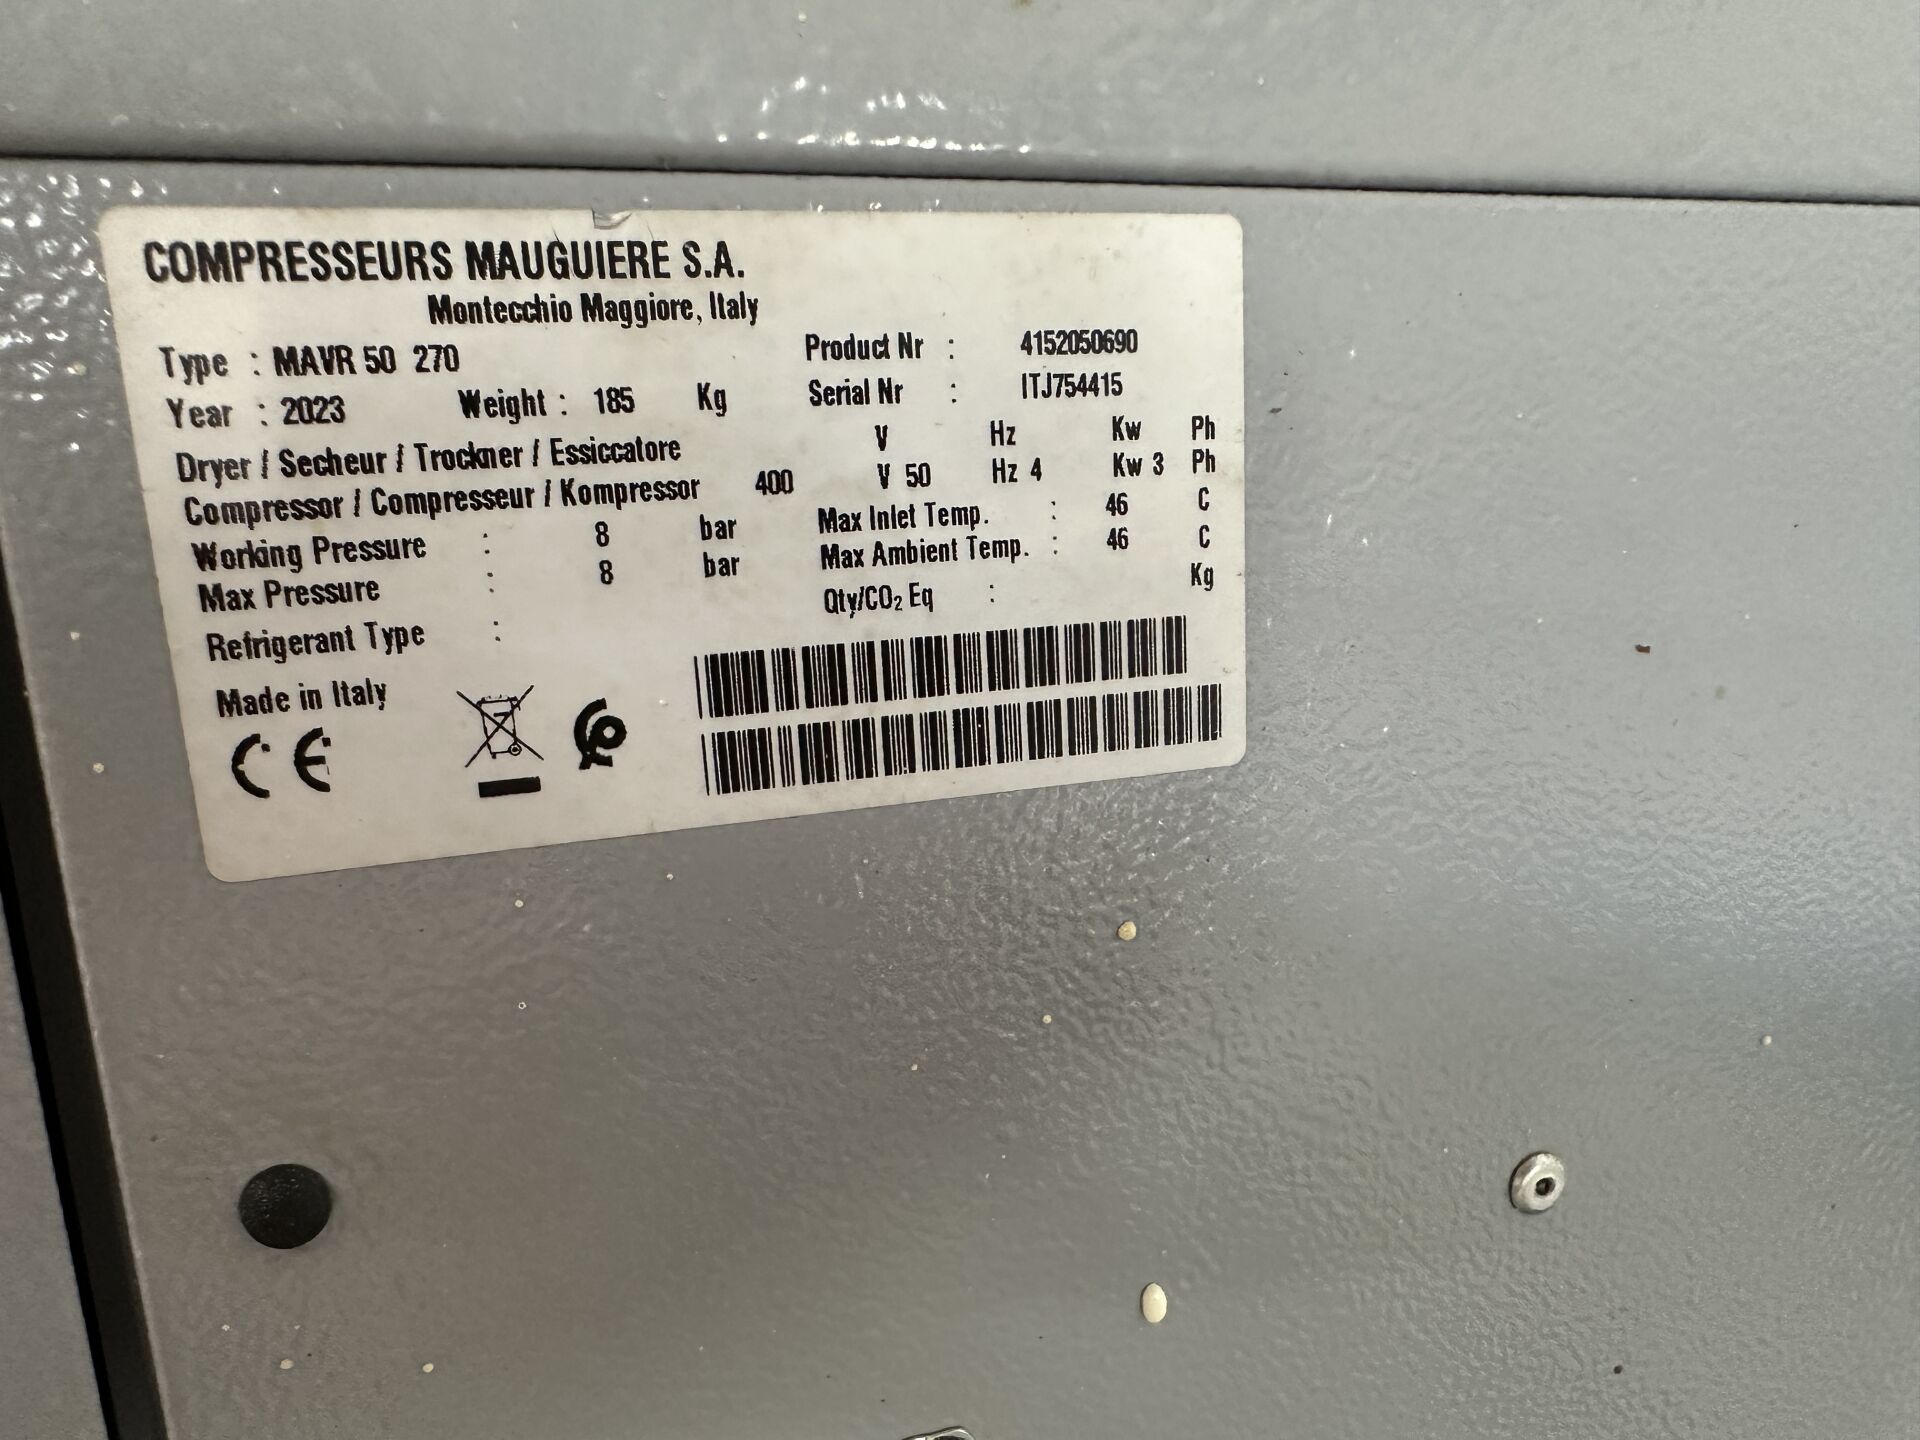 COMPRESSEURS MAUGUIERE S.A.
Montecchio Maggiore, Italy
Type : MAVR 50 270
Product Nr : 4152050690
Year : 2023 Weight : 185 Kg
Serial Nr : ITJ754415
Dryer / Secheur / Trockner / Essiccatore V Hz Kw Ph
Compressor / Compresseur / Kompressor 400 V 50 Hz 4 Kw 3 Ph
Working Pressure : 8 bar
Max Inlet Temp. : 46 C
Max Pressure : 8 bar
Max Ambient Temp. : 46 C
Refrigerant Type :
Qty/CO₂ Eq : Kg
Made in Italy
CE